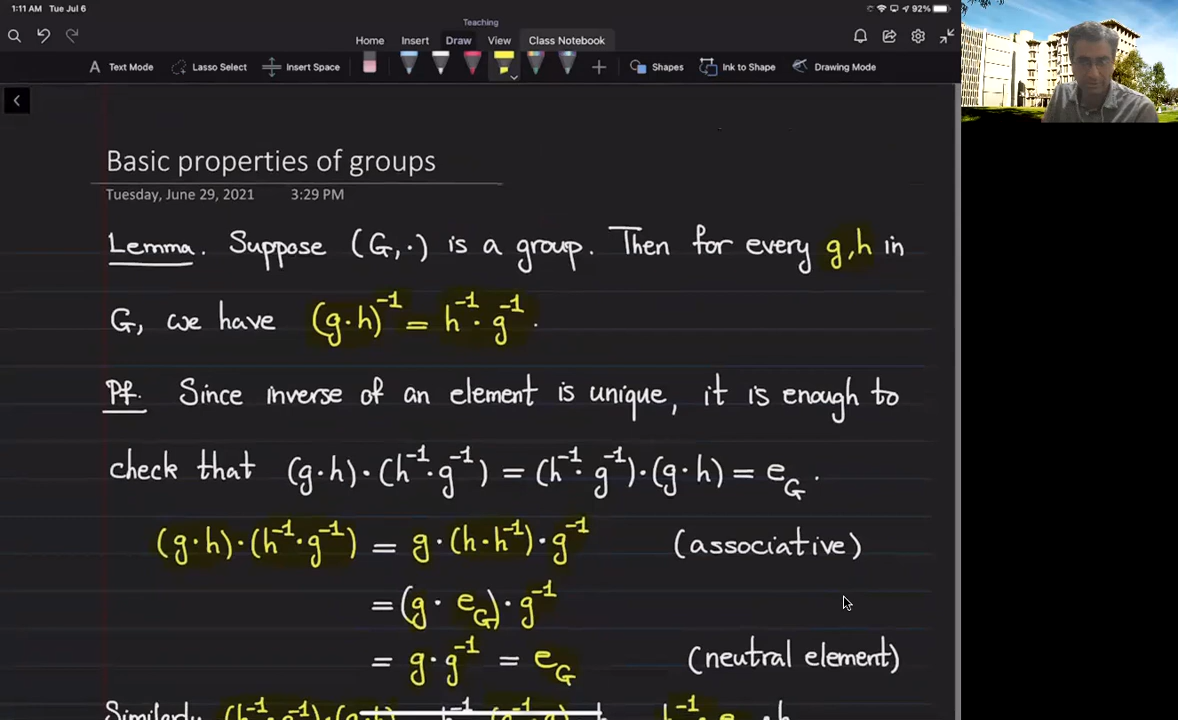 1:11 AM Tue Jul 6
92%
Teaching
Home Insert Draw View Class Notebook
Text Mode Lasso Select Insert Space Shapes Ink to Shape Drawing Mode
Basic properties of groups
Tuesday, June 29, 2021 3:29 PM
Lemma. Suppose (G,·) is a group. Then for every g,h in
G, we have (g·h)⁻¹ = h⁻¹·g⁻¹.
Pf. Since inverse of an element is unique, it is enough to
check that (g·h)·(h⁻¹·g⁻¹) = (h⁻¹·g⁻¹)·(g·h) = e_G.
(g·h)·(h⁻¹·g⁻¹) = g·(h·h⁻¹)·g⁻¹ (associative)
= (g·e_G)·g⁻¹
= g·g⁻¹ = e_G (neutral element)
Similarly